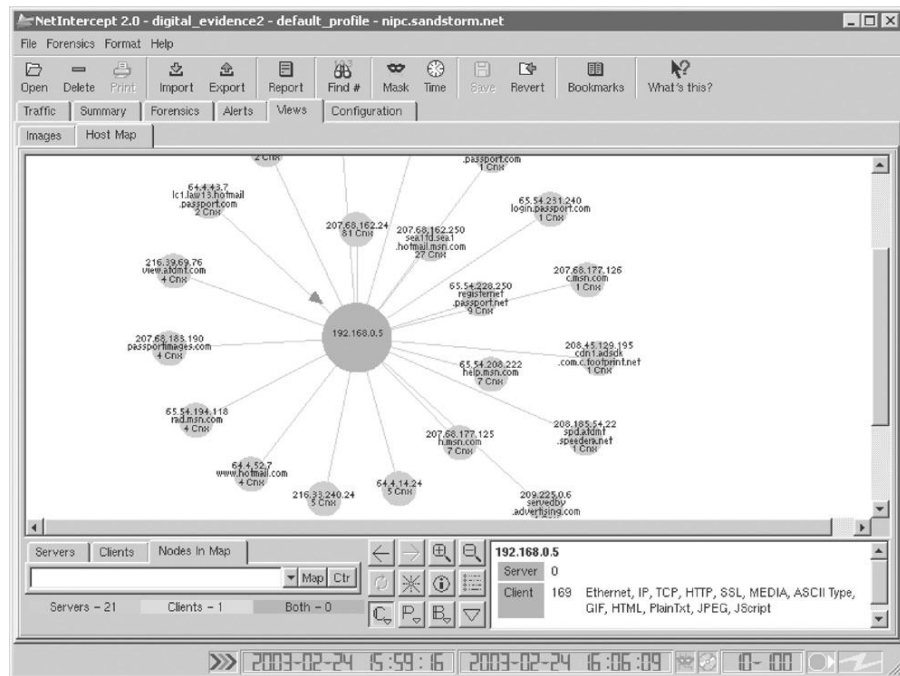 NetIntercept 2.0 - digital_evidence2 - default_profile - nipc.sandstorm.net
File Forensics Format Help
Open Delete Print Import Export Report Find # Mask Time Save Revert Bookmarks What's this?
Traffic Summary Forensics Alerts Views Configuration
Images Host Map
2 Cnx
.passport.com
1 Cnx
64.4.43.7
lc1.law13.hotmail
.passport.com
2 Cnx
65.54.231.240
login.passport.com
1 Cnx
207.68.162.24
81 Cnx
207.68.162.250
sea1fd.sea1
.hotmail.msn.com
27 Cnx
216.39.69.76
view.atdmt.com
4 Cnx
207.68.177.126
c.msn.com
1 Cnx
65.54.228.250
registernet
.passport.net
9 Cnx
192.168.0.5
207.68.183.190
passportimages.com
4 Cnx
208.45.129.195
cdn1.adsdk
.com.c.footprint.net
1 Cnx
65.54.208.222
help.msn.com
7 Cnx
65.54.194.118
rad.msn.com
4 Cnx
207.68.177.125
h.msn.com
7 Cnx
208.185.54.22
spd.atdmt
.speedera.net
1 Cnx
64.4.52.7
www.hotmail.com
4 Cnx
216.33.240.24
5 Cnx
64.4.14.24
5 Cnx
209.225.0.6
servedby
.advertising.com
Servers Clients Nodes In Map
Map Ctr
Servers - 21 Clients - 1 Both - 0
C P B
192.168.0.5
Server 0
Client 169 Ethernet, IP, TCP, HTTP, SSL, MEDIA, ASCII Type,
GIF, HTML, PlainTxt, JPEG, JScript
2003-02-24 15:59:16 2003-02-24 16:06:09 10-100